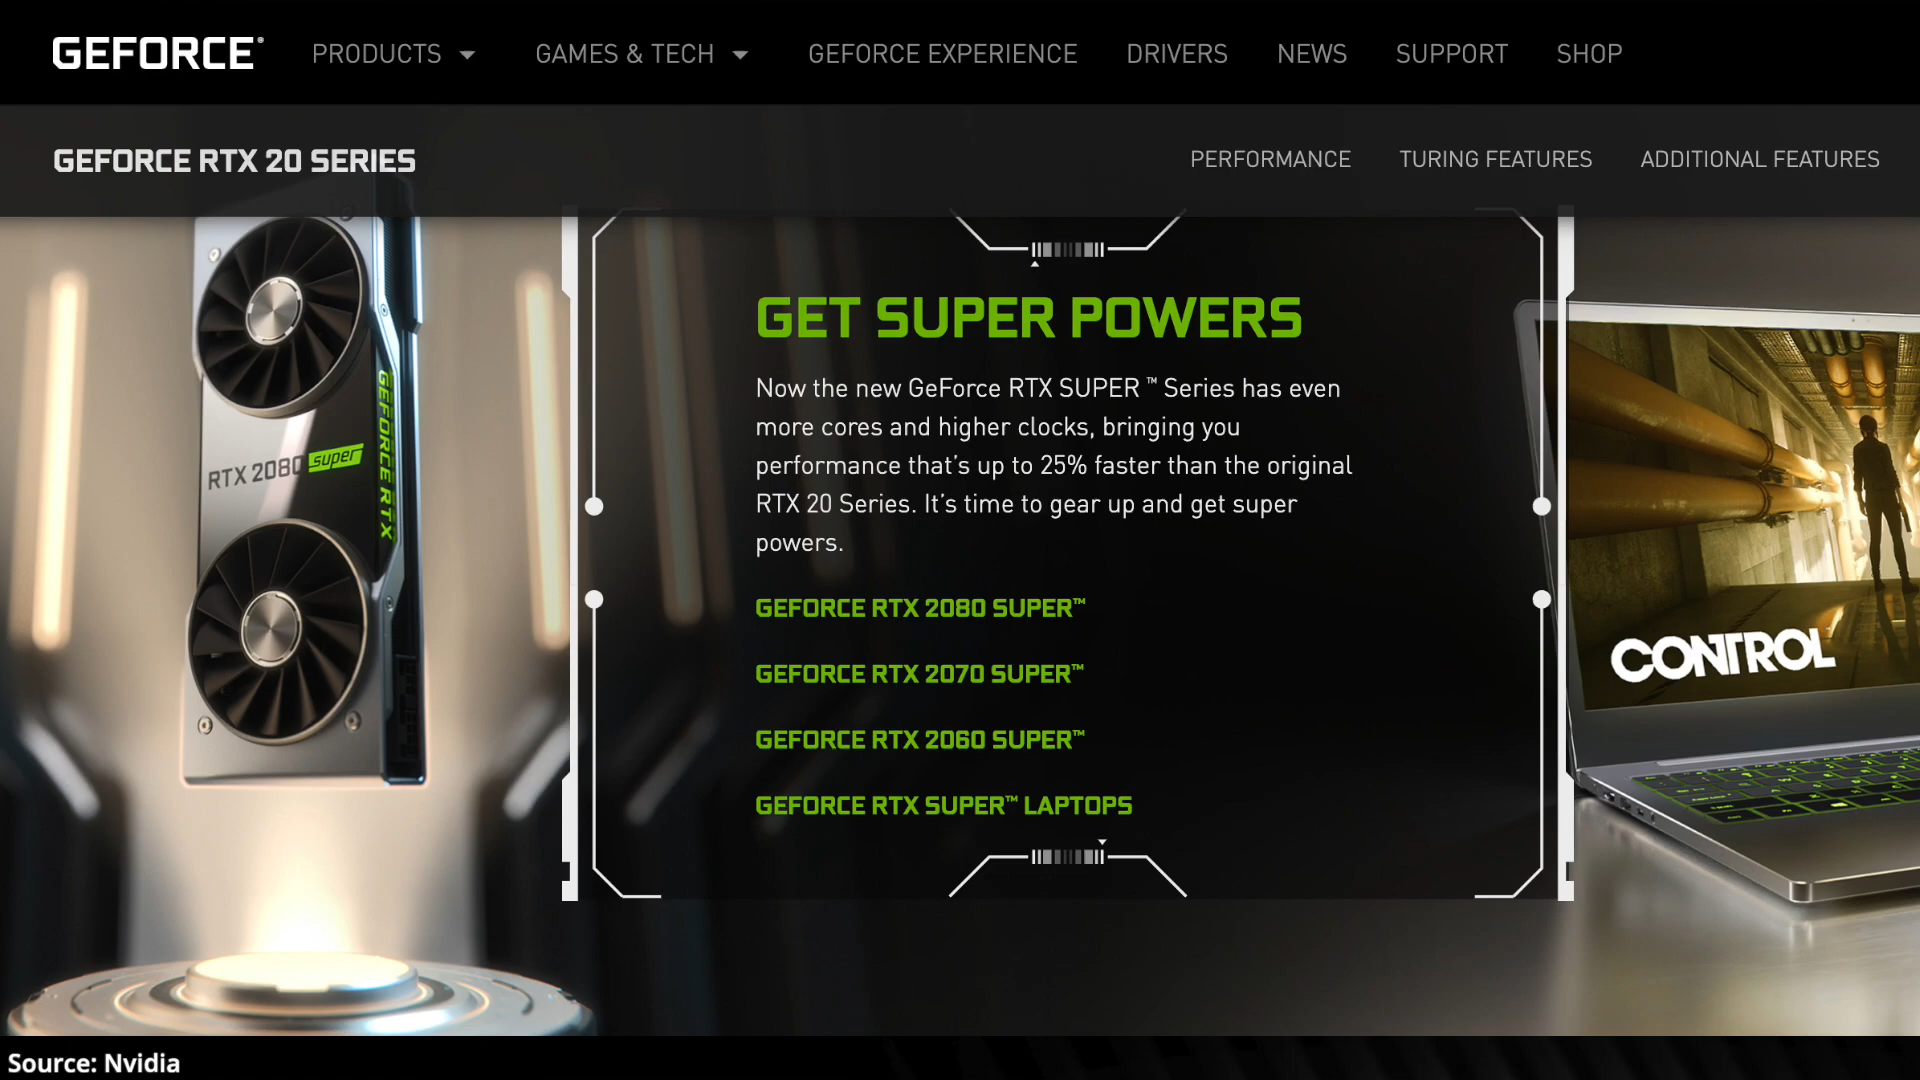 GEFORCE®
PRODUCTS
GAMES & TECH
GEFORCE EXPERIENCE
DRIVERS
NEWS
SUPPORT
SHOP
GEFORCE RTX 20 SERIES
PERFORMANCE
TURING FEATURES
ADDITIONAL FEATURES
RTX 2080 SUPER
GEFORCE RTX
GET SUPER POWERS
Now the new GeForce RTX SUPER™ Series has even
more cores and higher clocks, bringing you
performance that's up to 25% faster than the original
RTX 20 Series. It's time to gear up and get super
powers.
GEFORCE RTX 2080 SUPER™
GEFORCE RTX 2070 SUPER™
GEFORCE RTX 2060 SUPER™
GEFORCE RTX SUPER™ LAPTOPS
CONTROL
Source: Nvidia